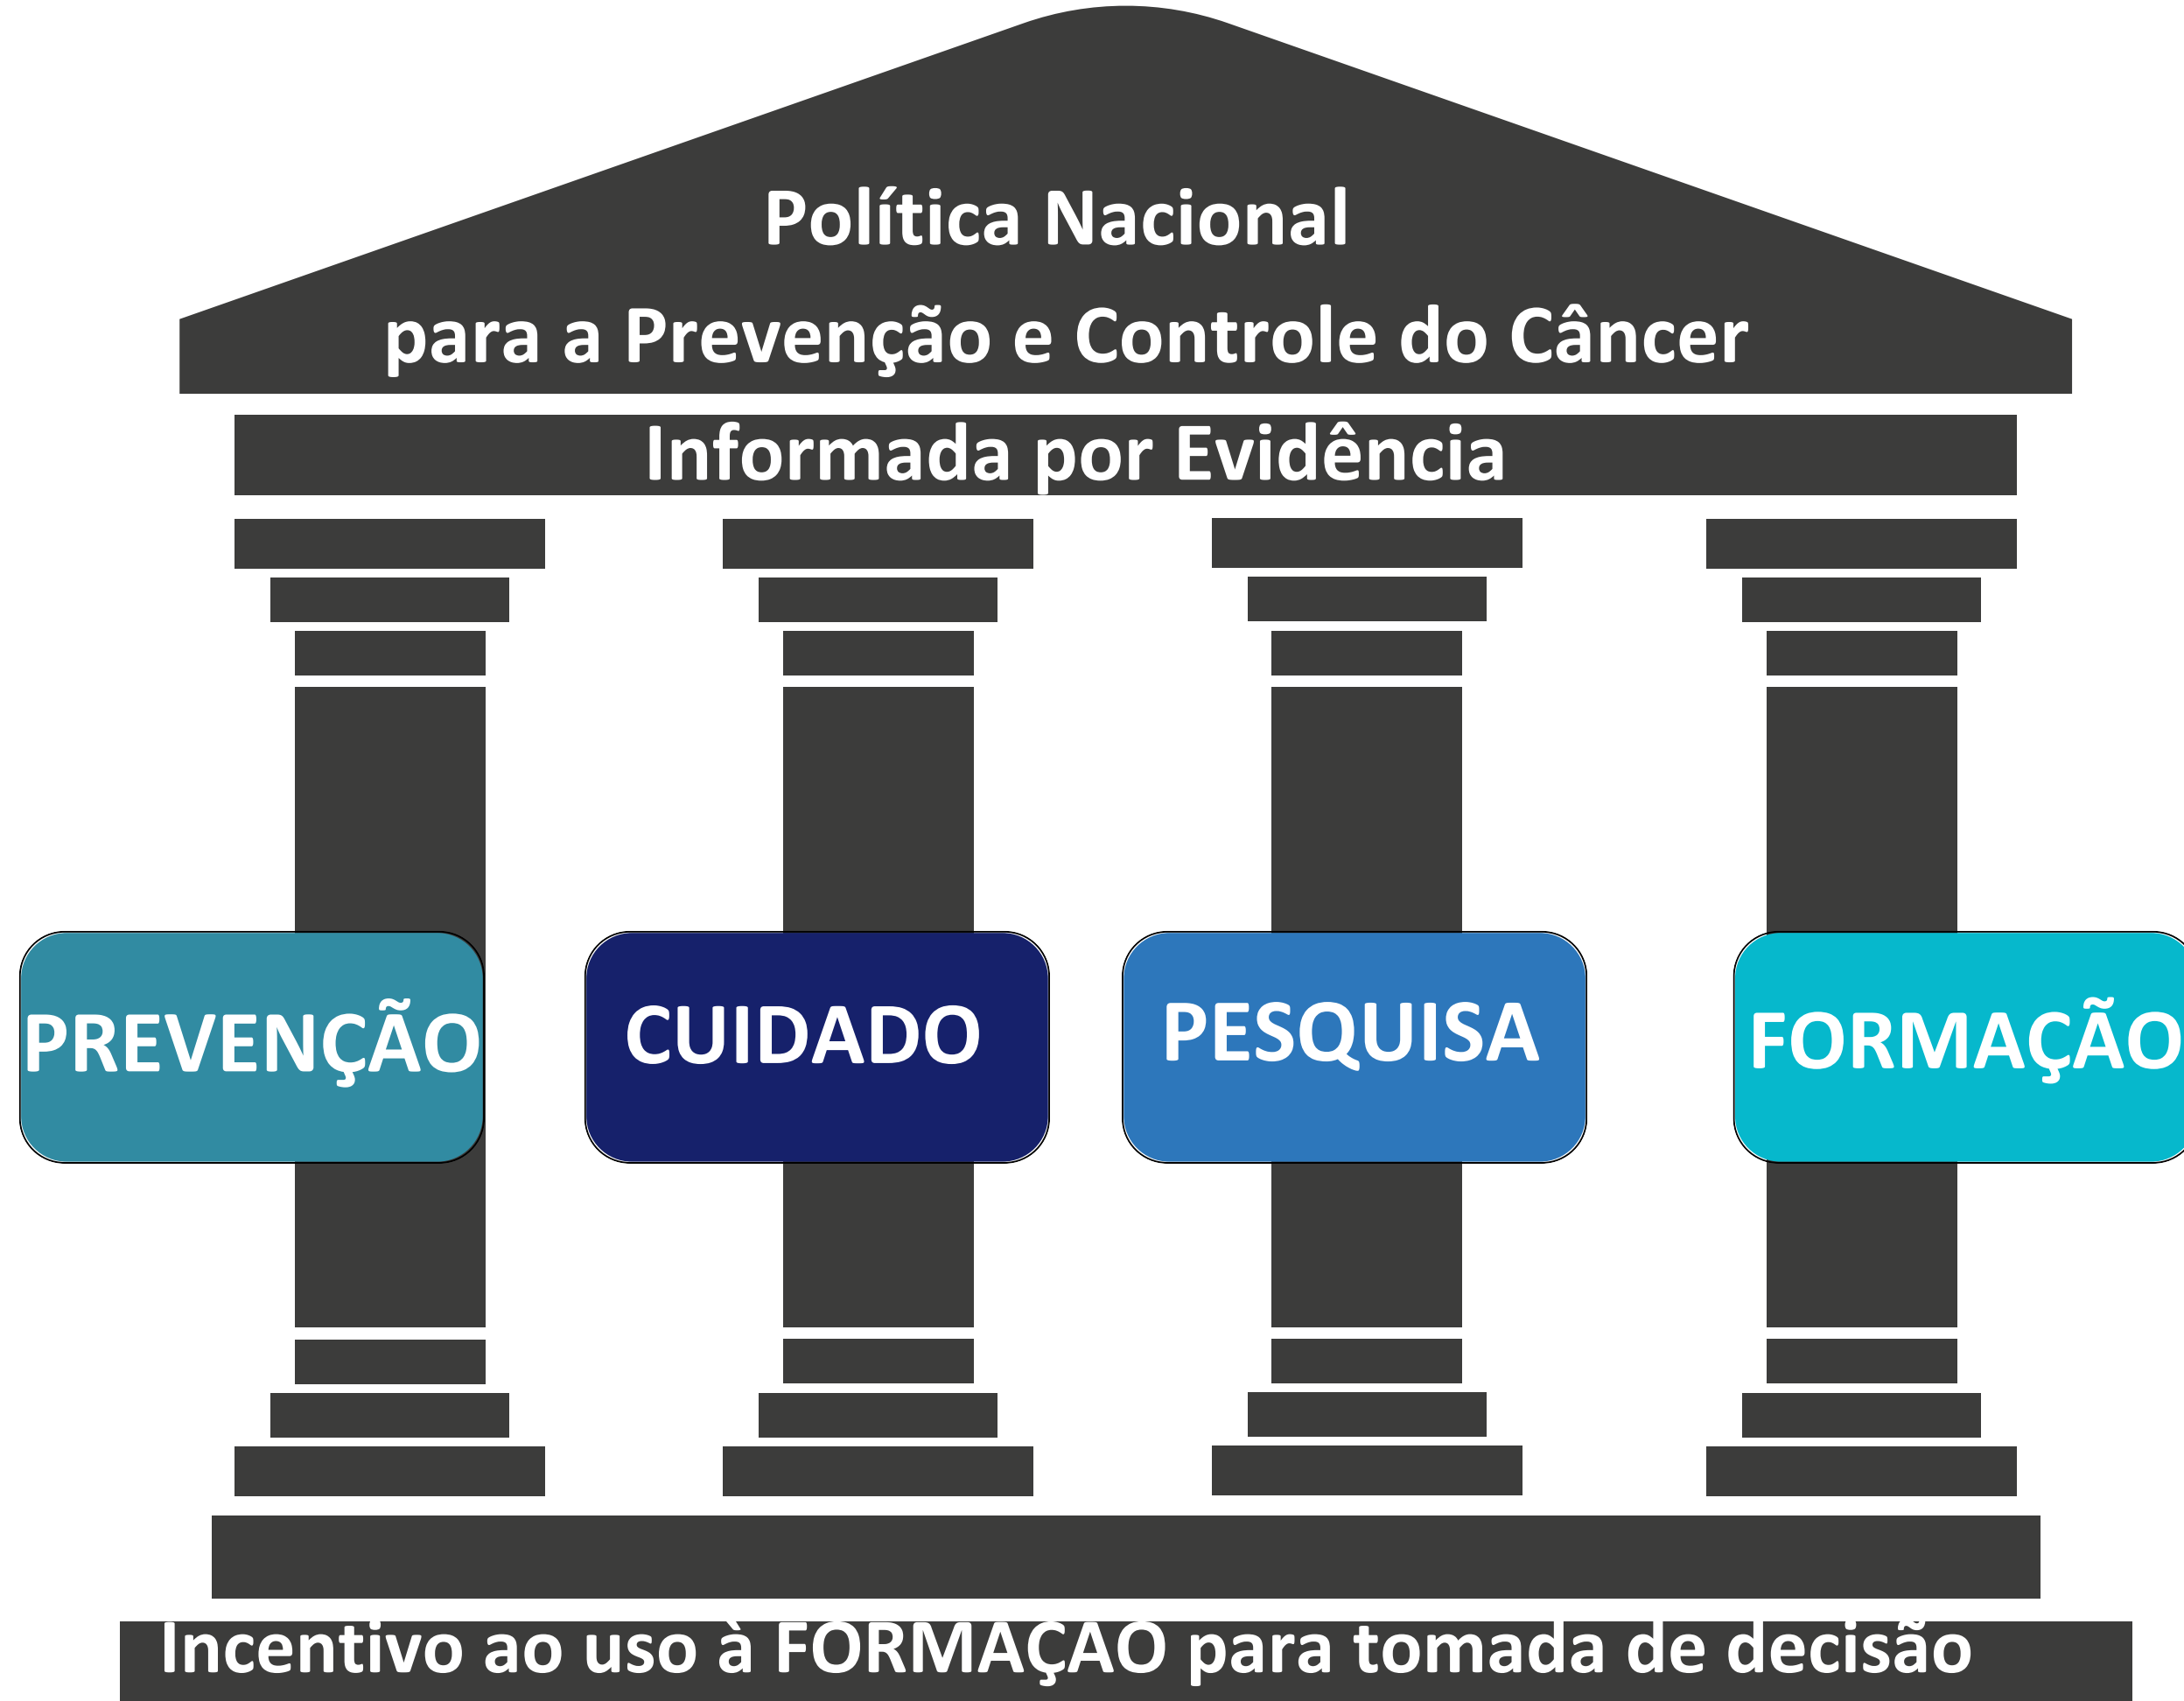 Política Nacional
para a Prevenção e Controle do Câncer
Informada por Evidência
PREVENÇÃO
CUIDADO
PESQUISA
FORMAÇÃO
Incentivo ao uso à FORMAÇAO para tomada de decisão